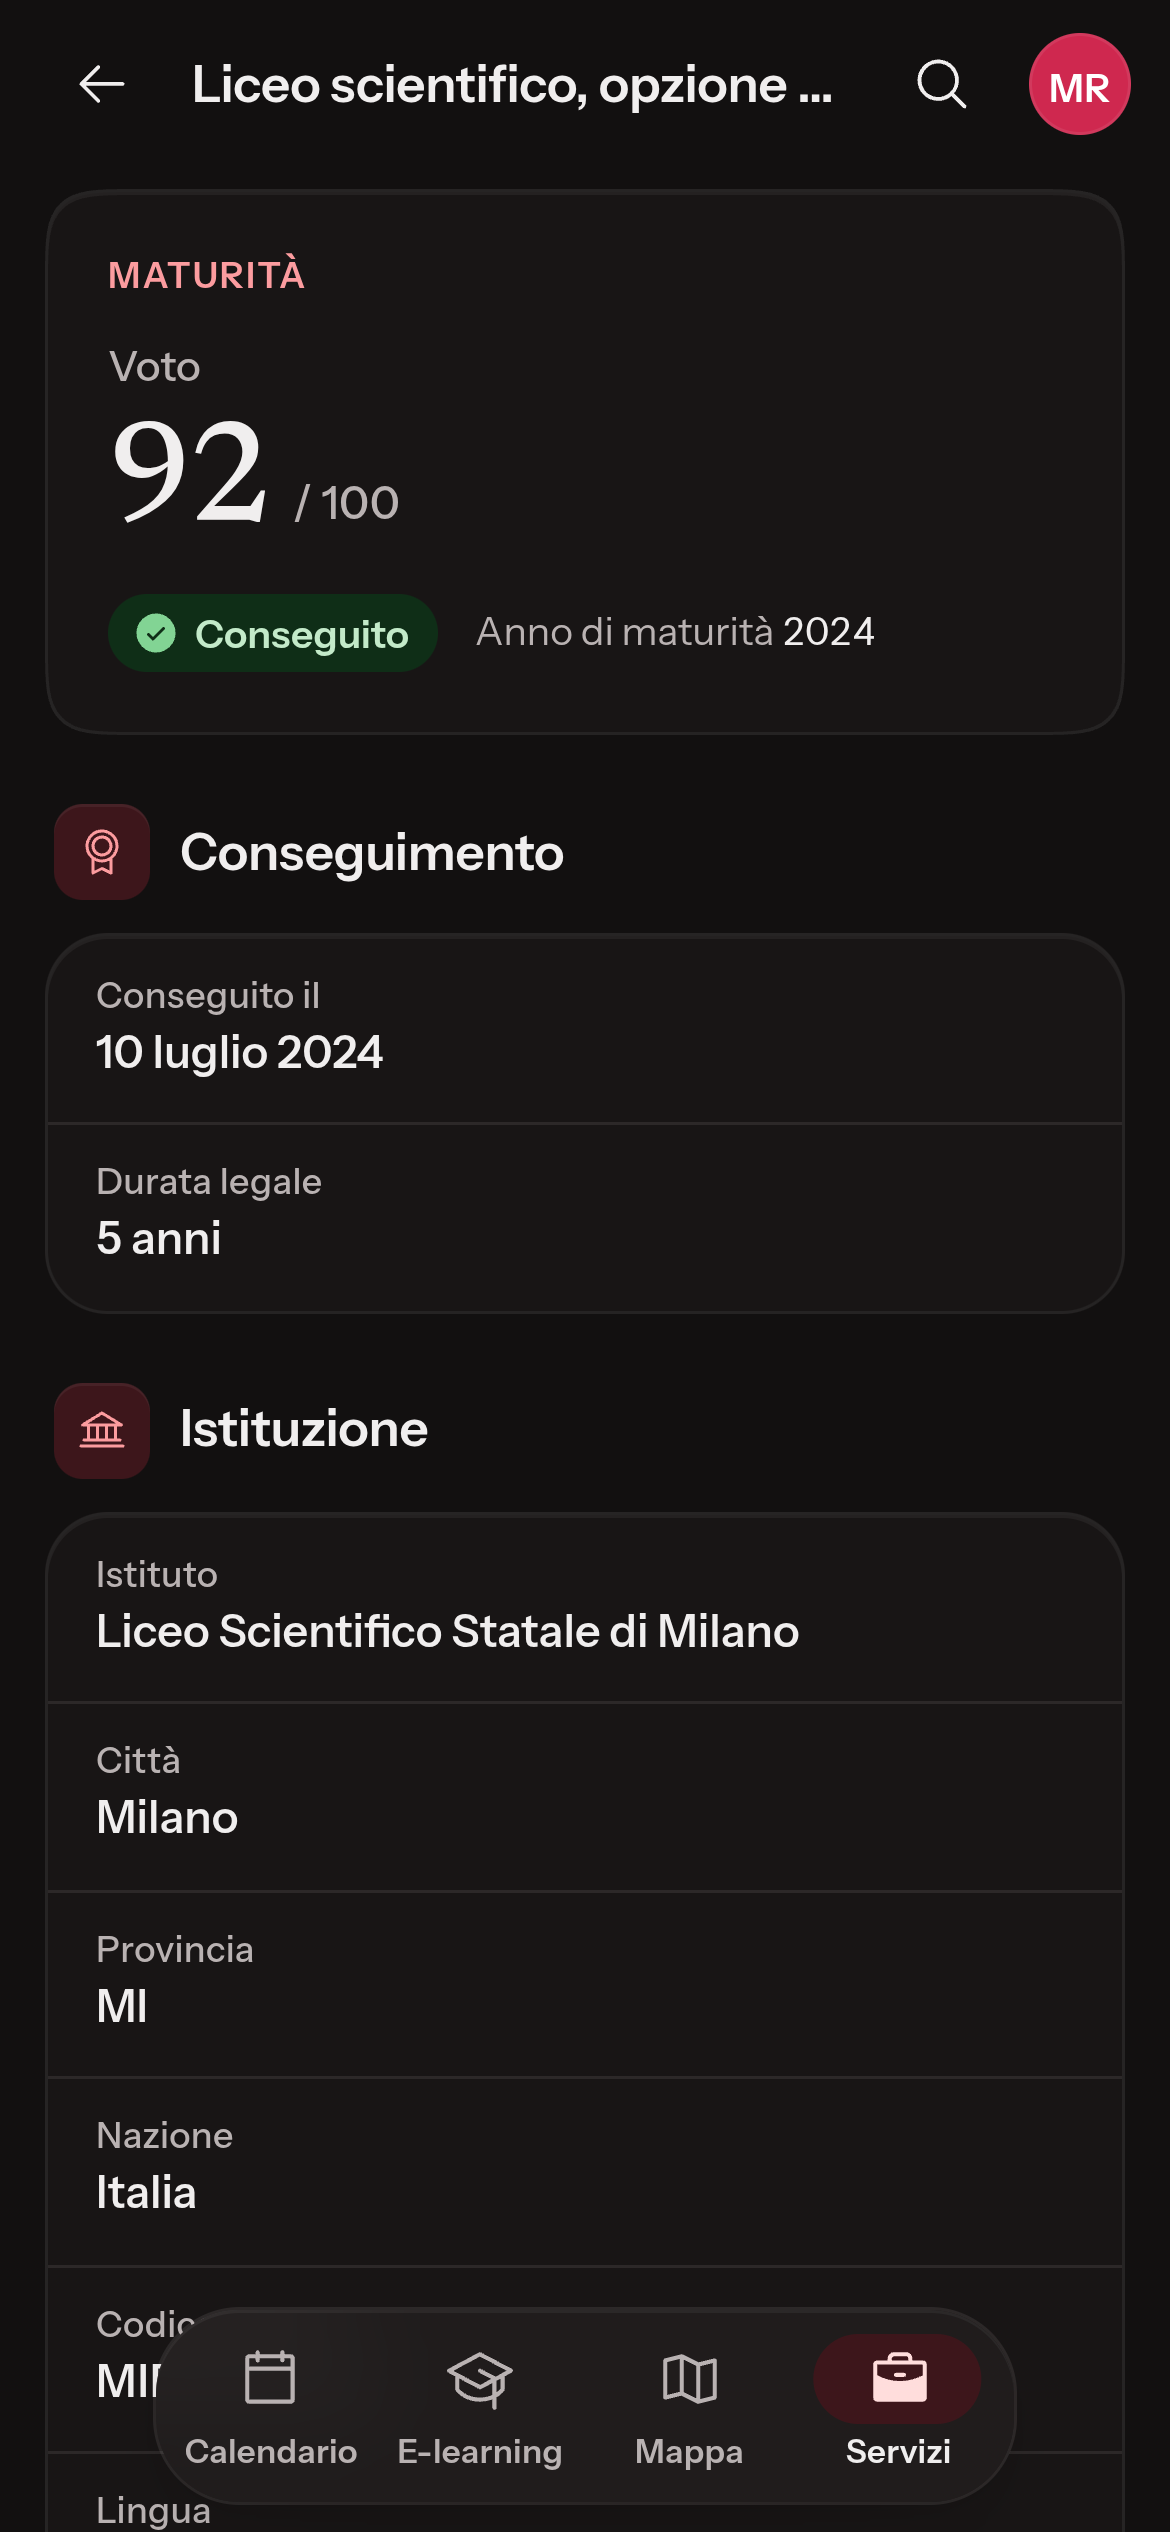 Liceo scientifico, opzione ...
MR
MATURITÀ
Voto
92 / 100
Conseguito
Anno di maturità 2024
Conseguimento
Conseguito il
10 luglio 2024
Durata legale
5 anni
Istituzione
Istituto
Liceo Scientifico Statale di Milano
Città
Milano
Provincia
MI
Nazione
Italia
Calendario
E-learning
Mappa
Servizi
Lingua